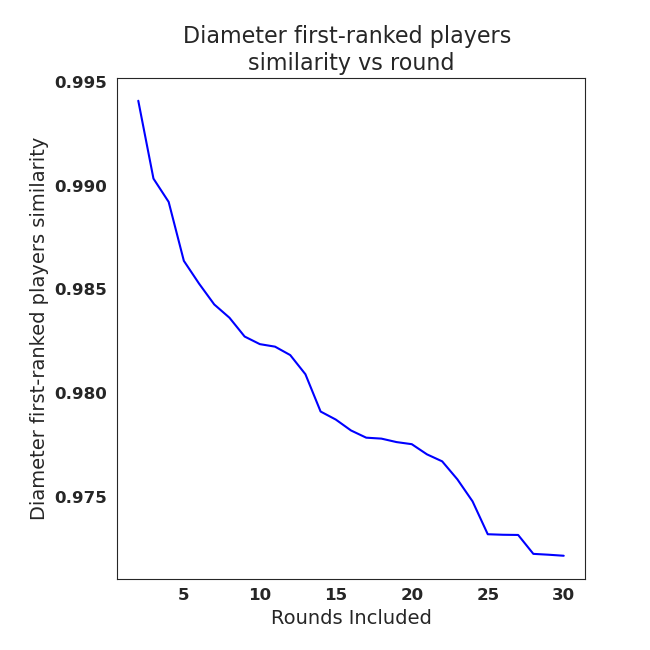 Diameter first-ranked players
similarity vs round
Diameter first-ranked players similarity
0.995
0.990
0.985
0.980
0.975
5 10 15 20 25 30
Rounds Included